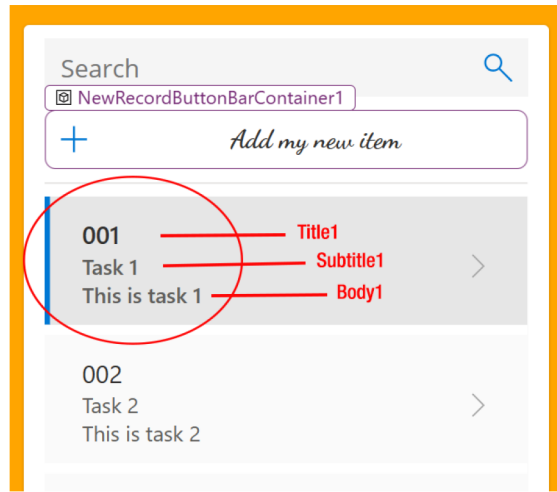 Search
NewRecordButtonBarContainer1
Add my new item
001 Title1
Task 1 Subtitle1
This is task 1 Body1
002
Task 2
This is task 2